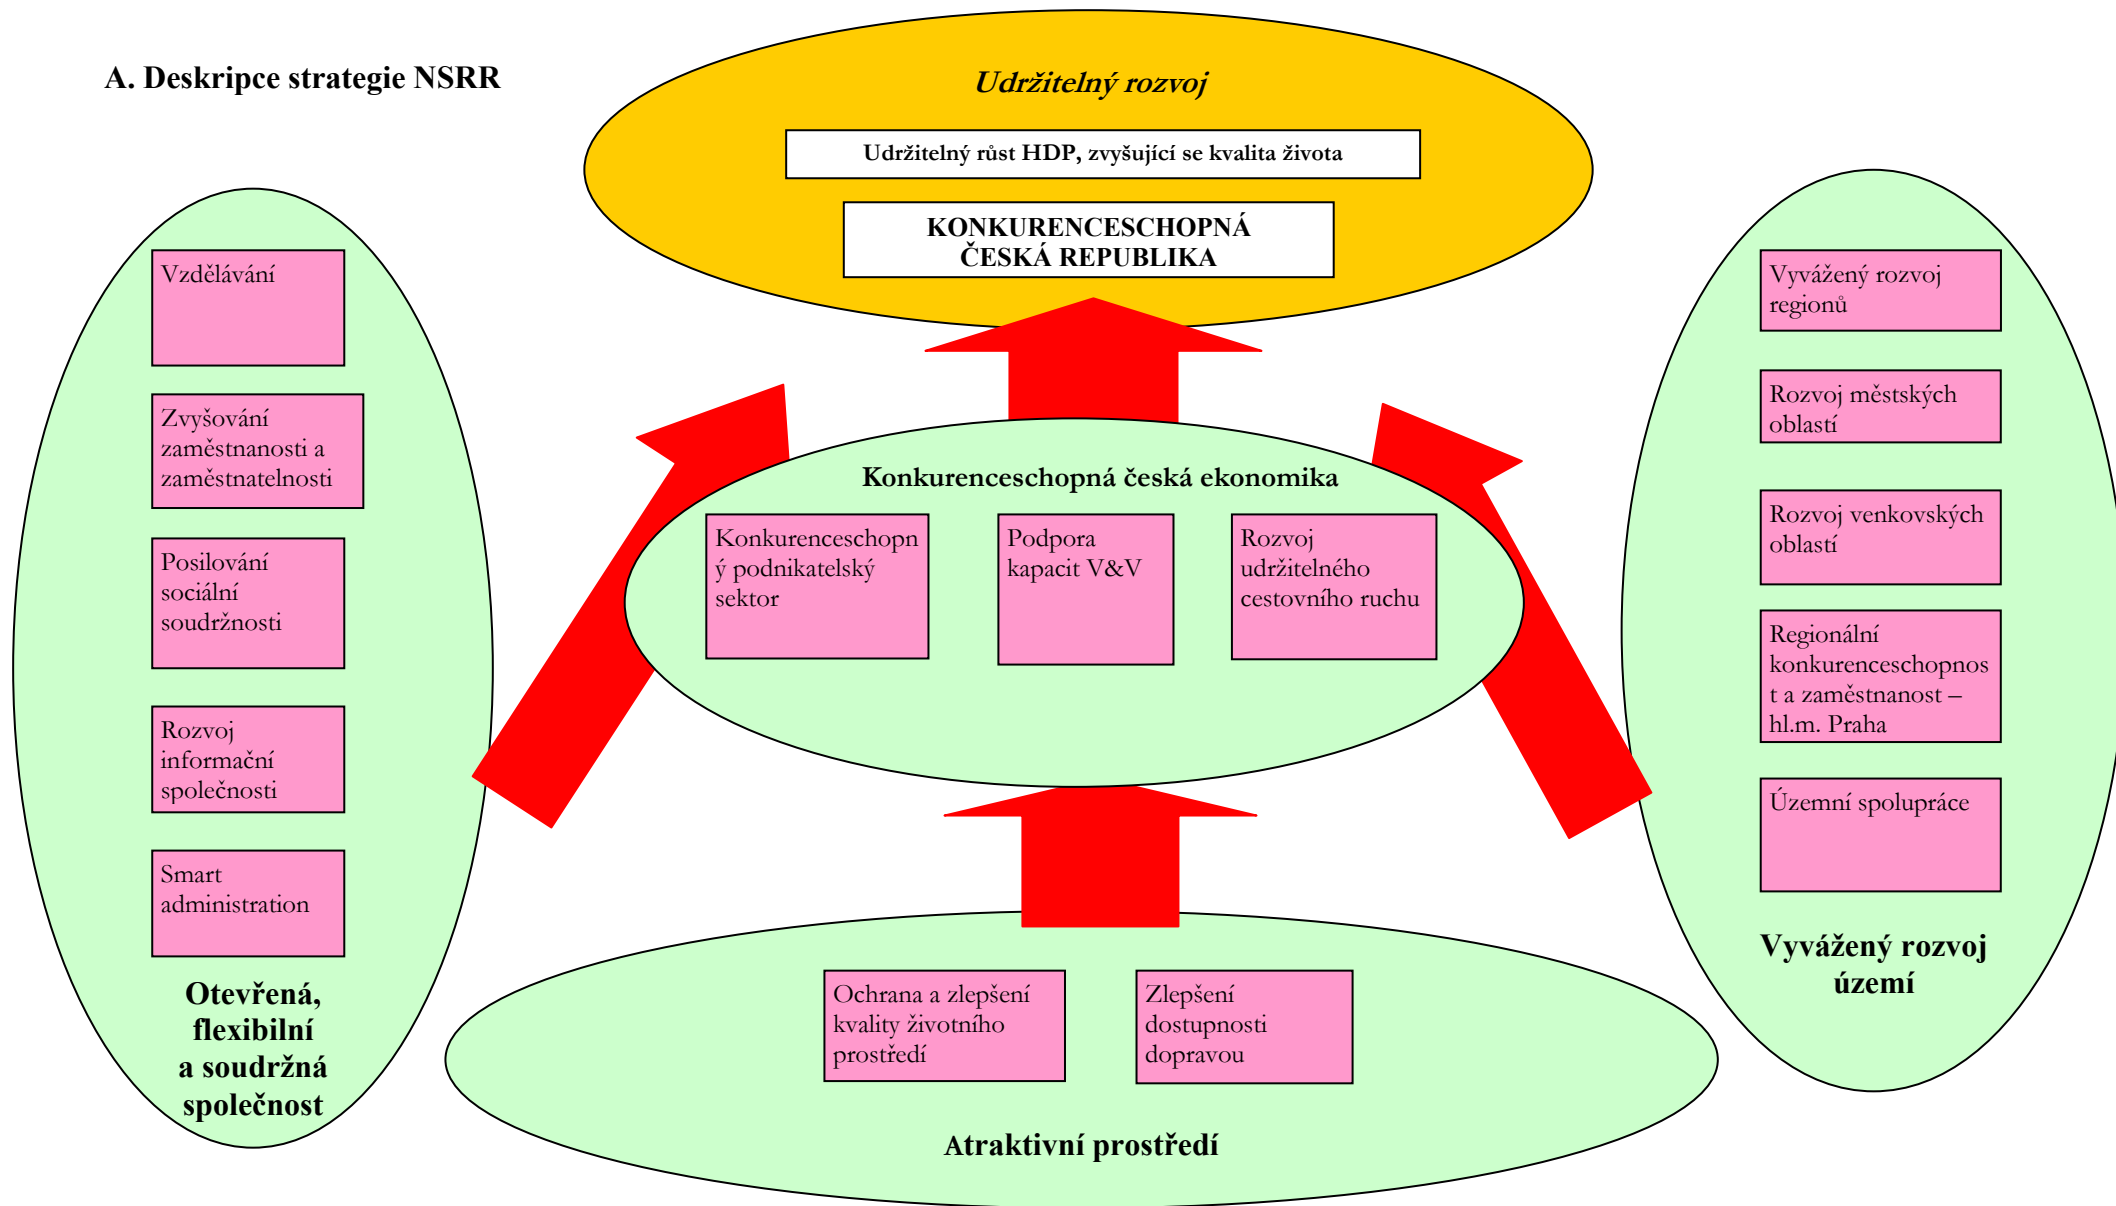 A. Deskripce strategie NSRR
Udržitelný rozvoj
Udržitelný růst HDP, zvyšující se kvalita života
KONKURENCESCHOPNÁ
ČESKÁ REPUBLIKA
Vzdělávání
Zvyšování
zaměstnanosti a
zaměstnatelnosti
Posilování
sociální
soudržnosti
Rozvoj
informační
společnosti
Smart
administration
Otevřená,
flexibilní
a soudržná
společnost
Konkurenceschopná česká ekonomika
Konkurenceschopn
ý podnikatelský
sektor
Podpora
kapacit V&V
Rozvoj
udržitelného
cestovního ruchu
Vyvážený rozvoj
regionů
Rozvoj městských
oblastí
Rozvoj venkovských
oblastí
Regionální
konkurenceschopnos
t a zaměstnanost –
hl.m. Praha
Územní spolupráce
Vyvážený rozvoj
území
Ochrana a zlepšení
kvality životního
prostředí
Zlepšení
dostupnosti
dopravou
Atraktivní prostředí